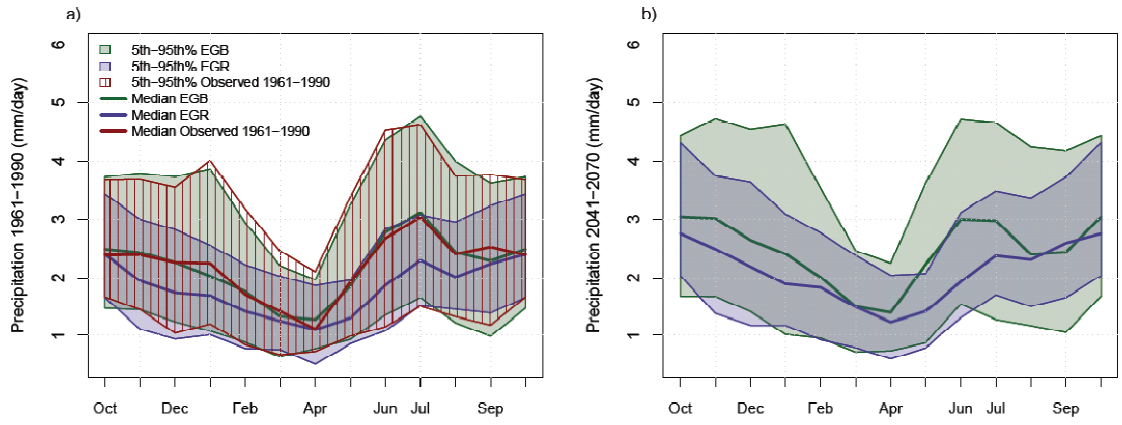 a)
Precipitation 1961–1990 (mm/day)
6
5
4
3
2
1
5th–95th% EGB
5th–95th% EGR
5th–95th% Observed 1961–1990
Median EGB
Median EGR
Median Observed 1961–1990
Oct Dec Feb Apr Jun Jul Sep
b)
Precipitation 2041–2070 (mm/day)
6
5
4
3
2
1
Oct Dec Feb Apr Jun Jul Sep